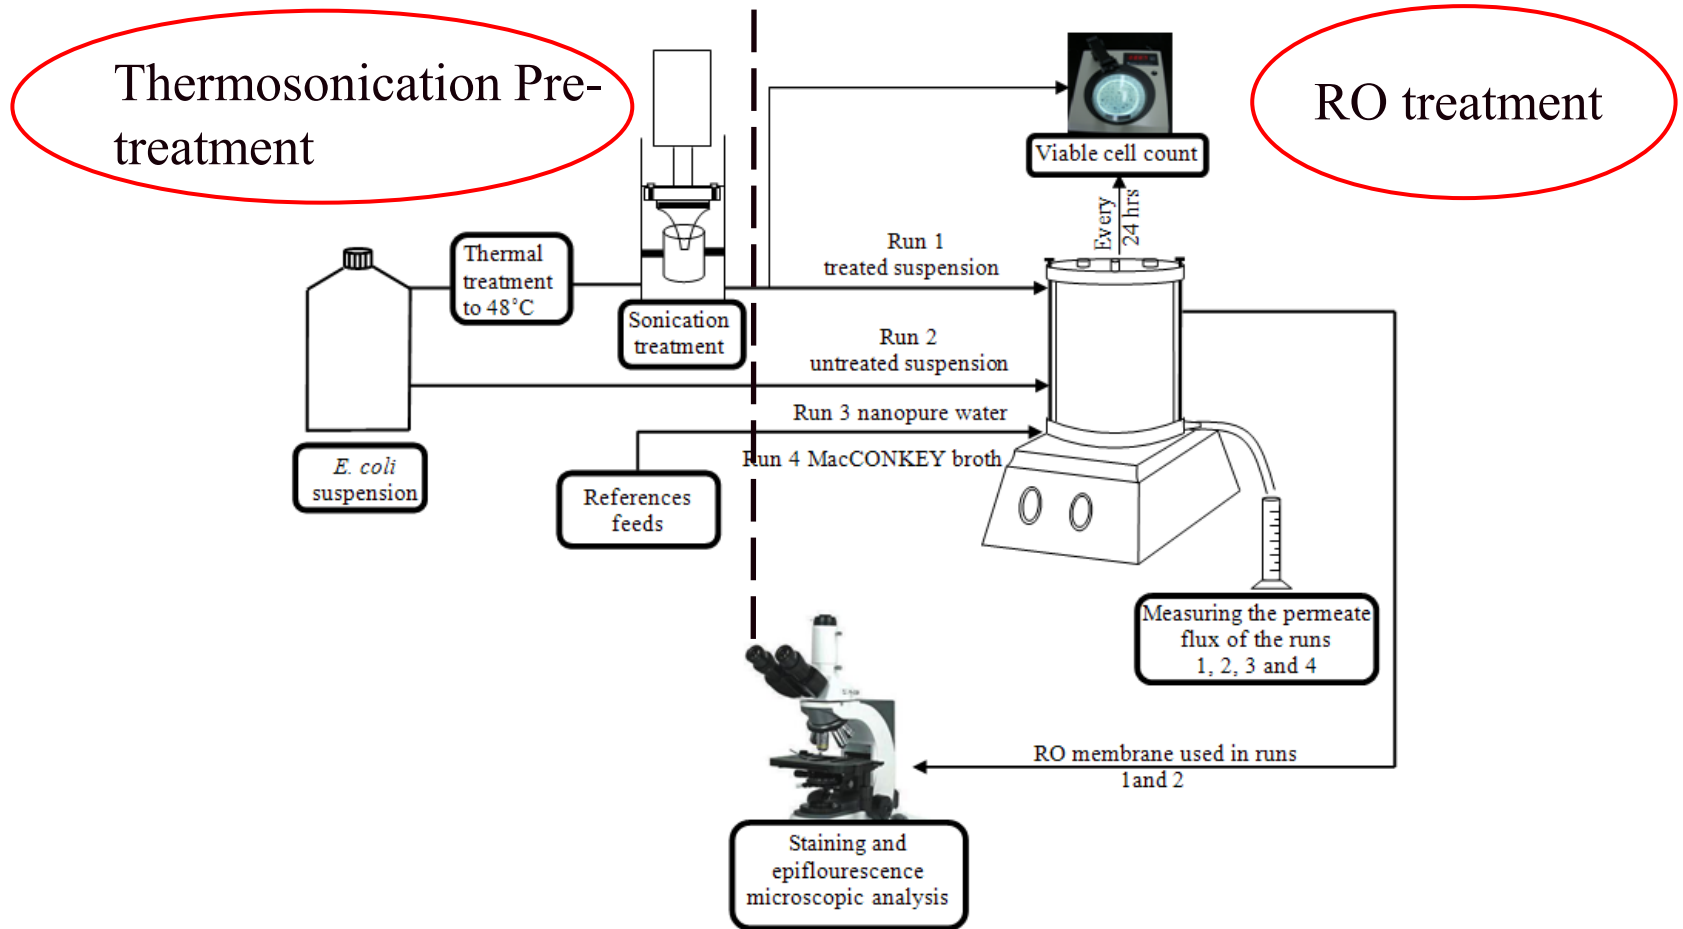 Thermosonication Pre-
treatment
RO treatment
Viable cell count
Every
24 hrs
Thermal
treatment
to 48°C
Run 1
treated suspension
Sonication
treatment
Run 2
untreated suspension
Run 3 nanopure water
Run 4 MacCONKEY broth
E. coli
suspension
References
feeds
Measuring the permeate
flux of the runs
1, 2, 3 and 4
RO membrane used in runs
1and 2
Staining and
epiflourescence
microscopic analysis